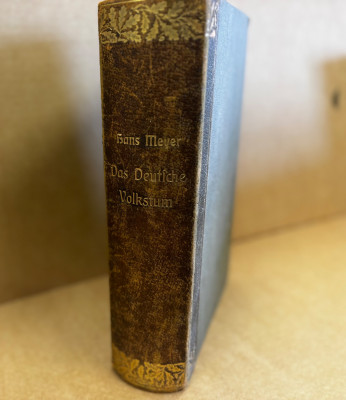 Hans Meyer
Das Deutsche
Volkstum